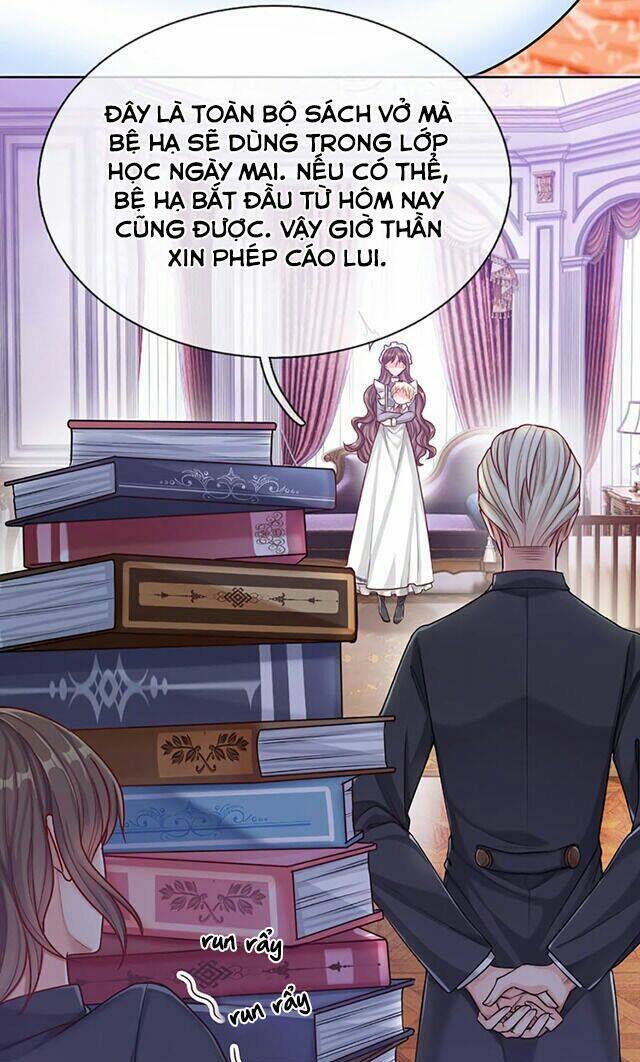 ĐÂY LÀ TOÀN BỘ SÁCH VỞ MÀ
BỆ HẠ SẼ DÙNG TRONG LỚP
HỌC NGÀY MAI. NẾU CÓ THỂ,
BỆ HẠ BẮT ĐẦU TỪ HÔM NAY
CŨNG ĐƯỢC. VẬY GIỜ THẦN
XIN PHÉP CÁO LUI.
run rẩy
run rẩy